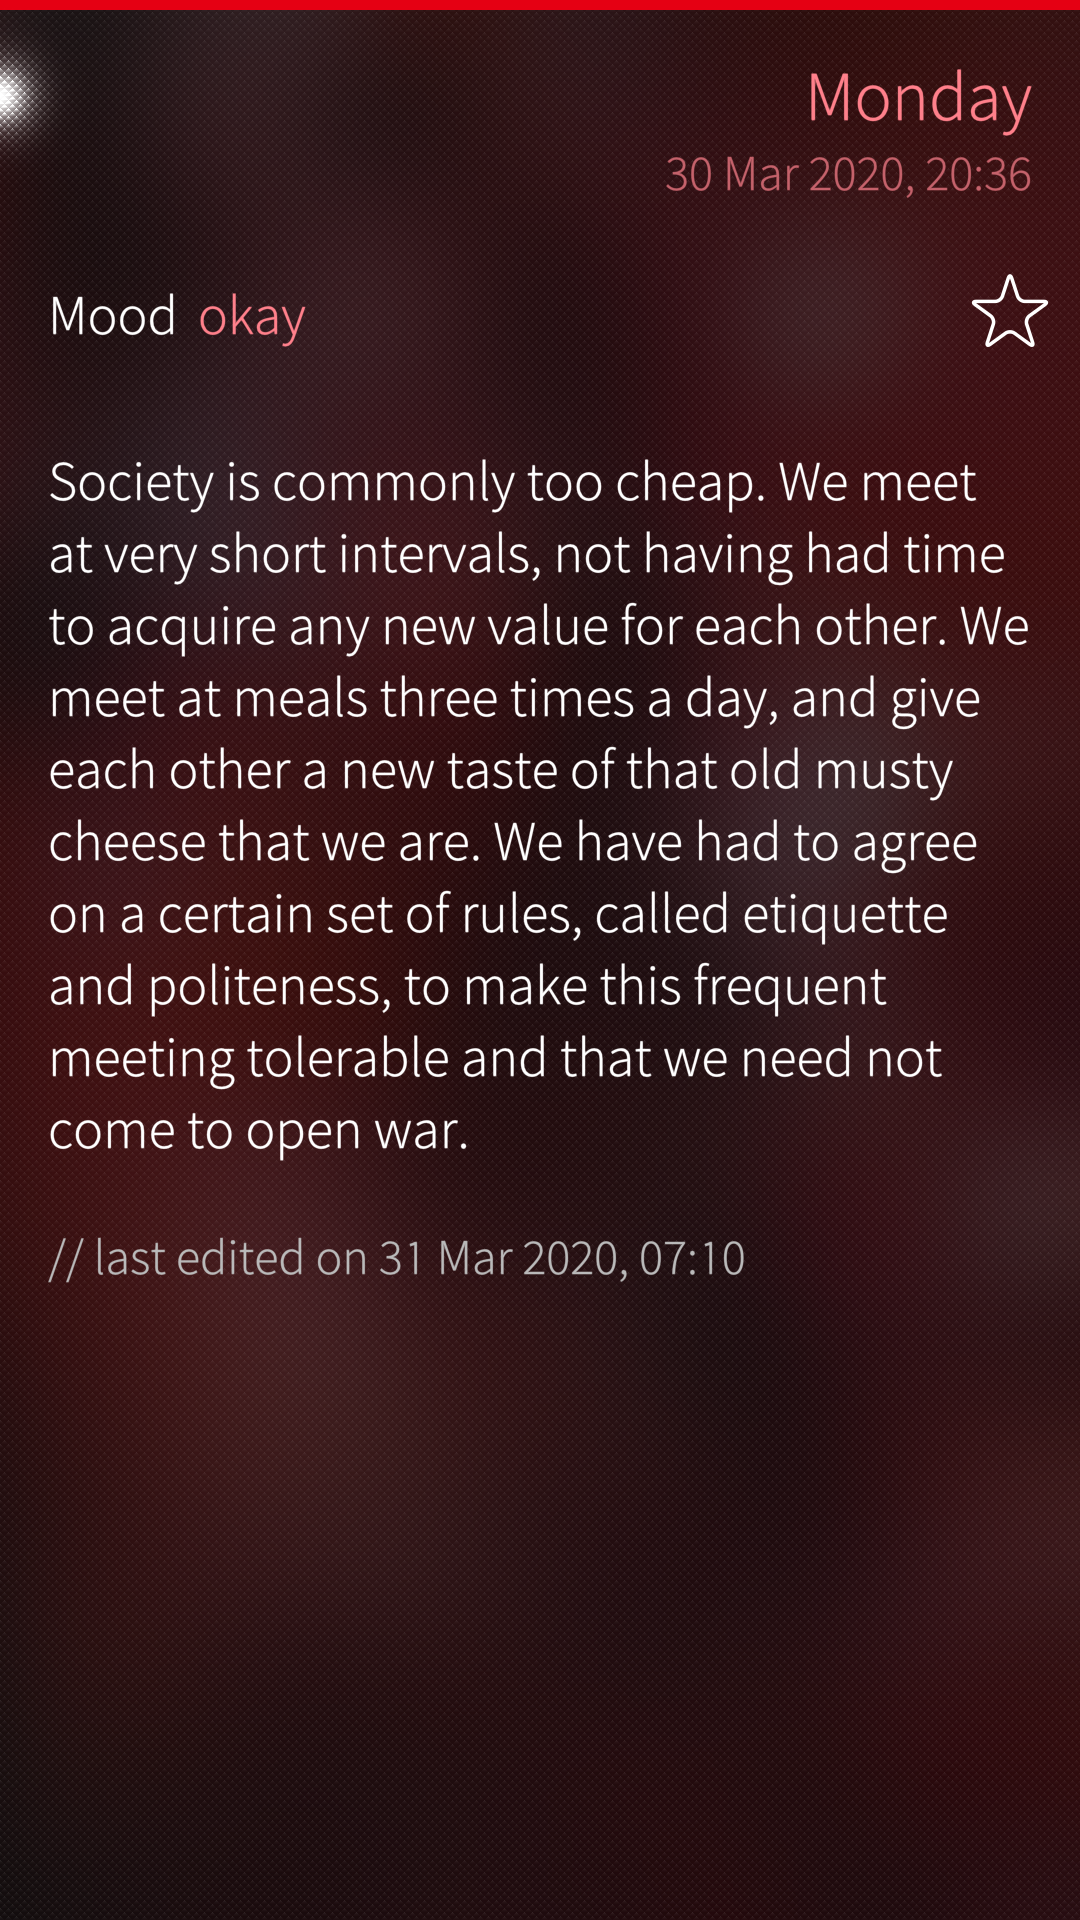 Monday
30 Mar 2020, 20:36
Mood okay
Society is commonly too cheap. We meet
at very short intervals, not having had time
to acquire any new value for each other. We
meet at meals three times a day, and give
each other a new taste of that old musty
cheese that we are. We have had to agree
on a certain set of rules, called etiquette
and politeness, to make this frequent
meeting tolerable and that we need not
come to open war.
// last edited on 31 Mar 2020, 07:10